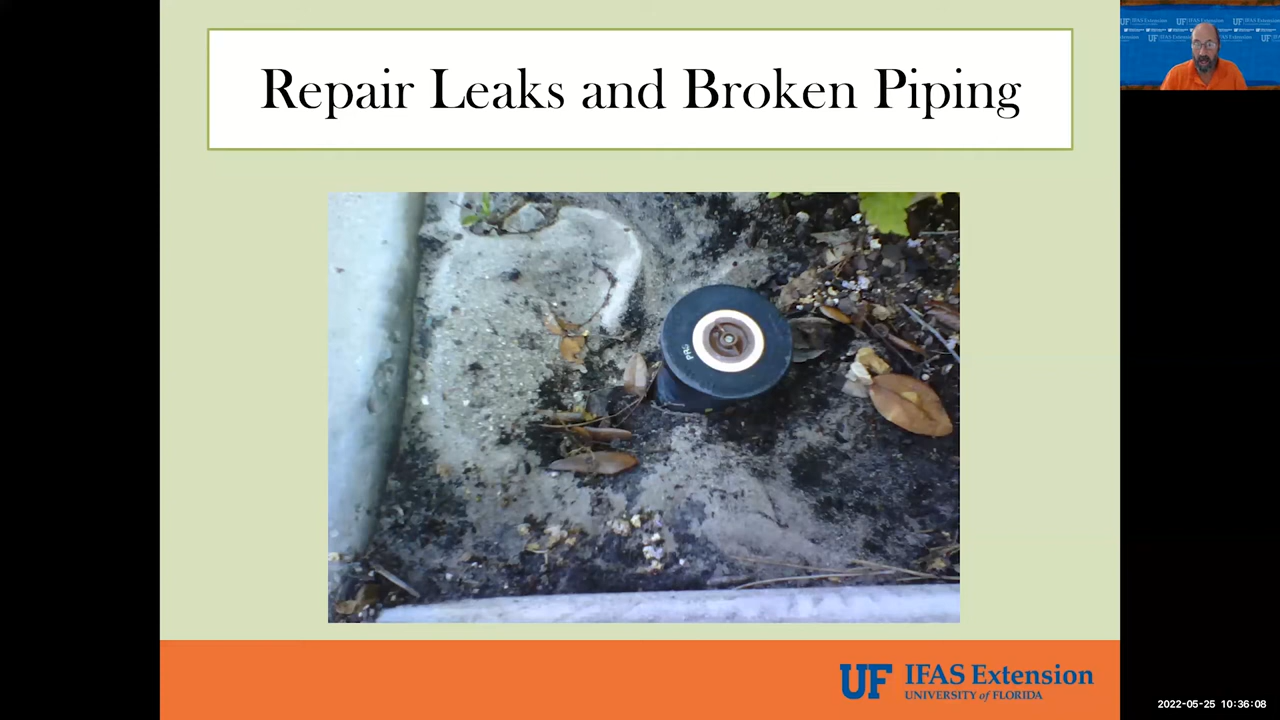 Repair Leaks and Broken Piping
UF IFAS Extension
UNIVERSITY of FLORIDA
2022-05-25 10:36:08